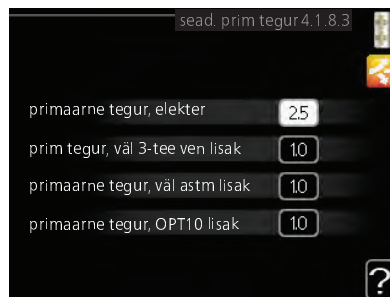 sead. prim tegur 4.1.8.3
primaarne tegur, elekter 2.5
prim tegur, väl 3-tee ven lisak 1.0
primaarne tegur, väl astm lisak 1.0
primaarne tegur, OPT10 lisak 1.0
?